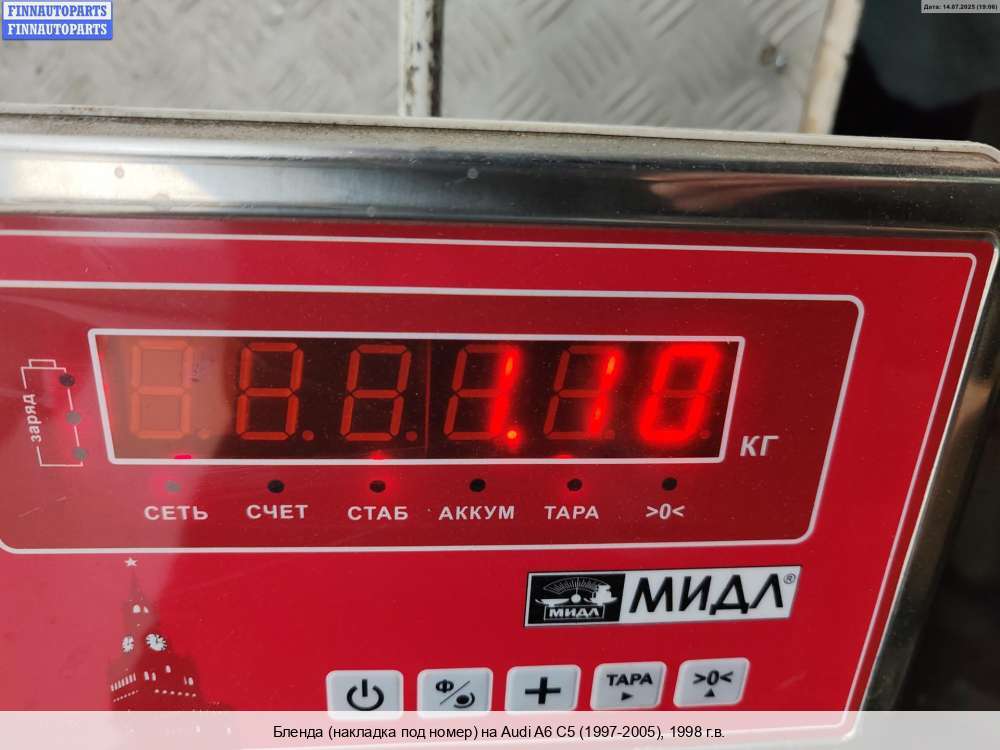 FINNAUTOPARTS
FINNAUTOPARTS
Дата: 14.07.2025 (19:06)
1.10
КГ
заряд
СЕТЬ СЧЕТ СТАБ АККУМ ТАРА >0<
МИДЛ МИДЛ®
Ф ТАРА >0<
Бленда (накладка под номер) на Audi A6 C5 (1997-2005), 1998 г.в.